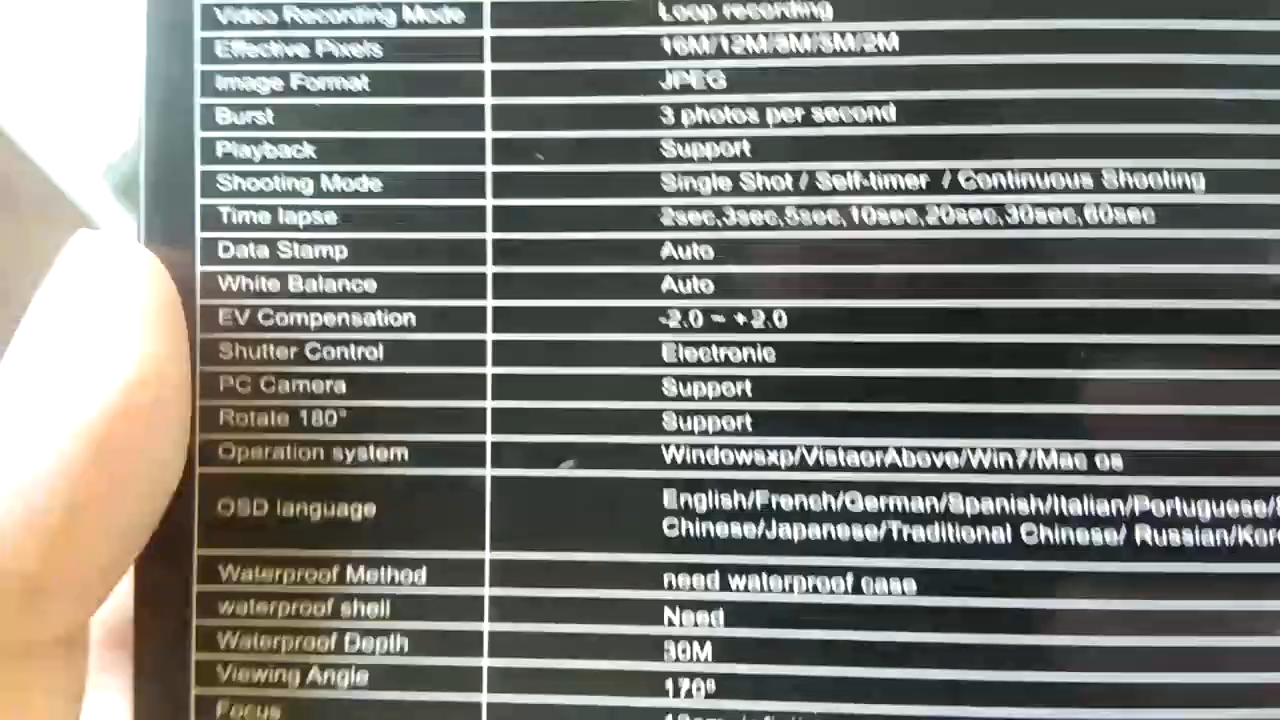 Video Recording Mode Loop recording
Effective Pixels 16M/12M/8M/5M/2M
Image Format JPEG
Burst 3 photos per second
Playback Support
Shooting Mode Single Shot / Self-timer / Continuous Shooting
Time lapse 2sec,3sec,5sec,10sec,20sec,30sec,60sec
Data Stamp Auto
White Balance Auto
EV Compensation -2.0 ~ +2.0
Shutter Control Electronic
PC Camera Support
Rotate 180° Support
Operation system Windowsxp/VistaorAbove/Win7/Mac os
OSD language English/French/German/Spanish/Italian/Portuguese/
Chinese/Japanese/Traditional Chinese/ Russian/Kor
Waterproof Method need waterproof case
waterproof shell Need
Waterproof Depth 30M
Viewing Angle 170°
Focus